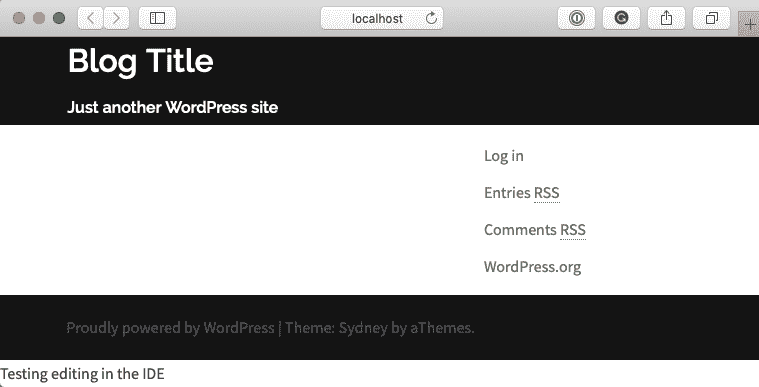 localhost
Blog Title
Just another WordPress site
Log in
Entries RSS
Comments RSS
WordPress.org
Proudly powered by WordPress | Theme: Sydney by aThemes.
Testing editing in the IDE